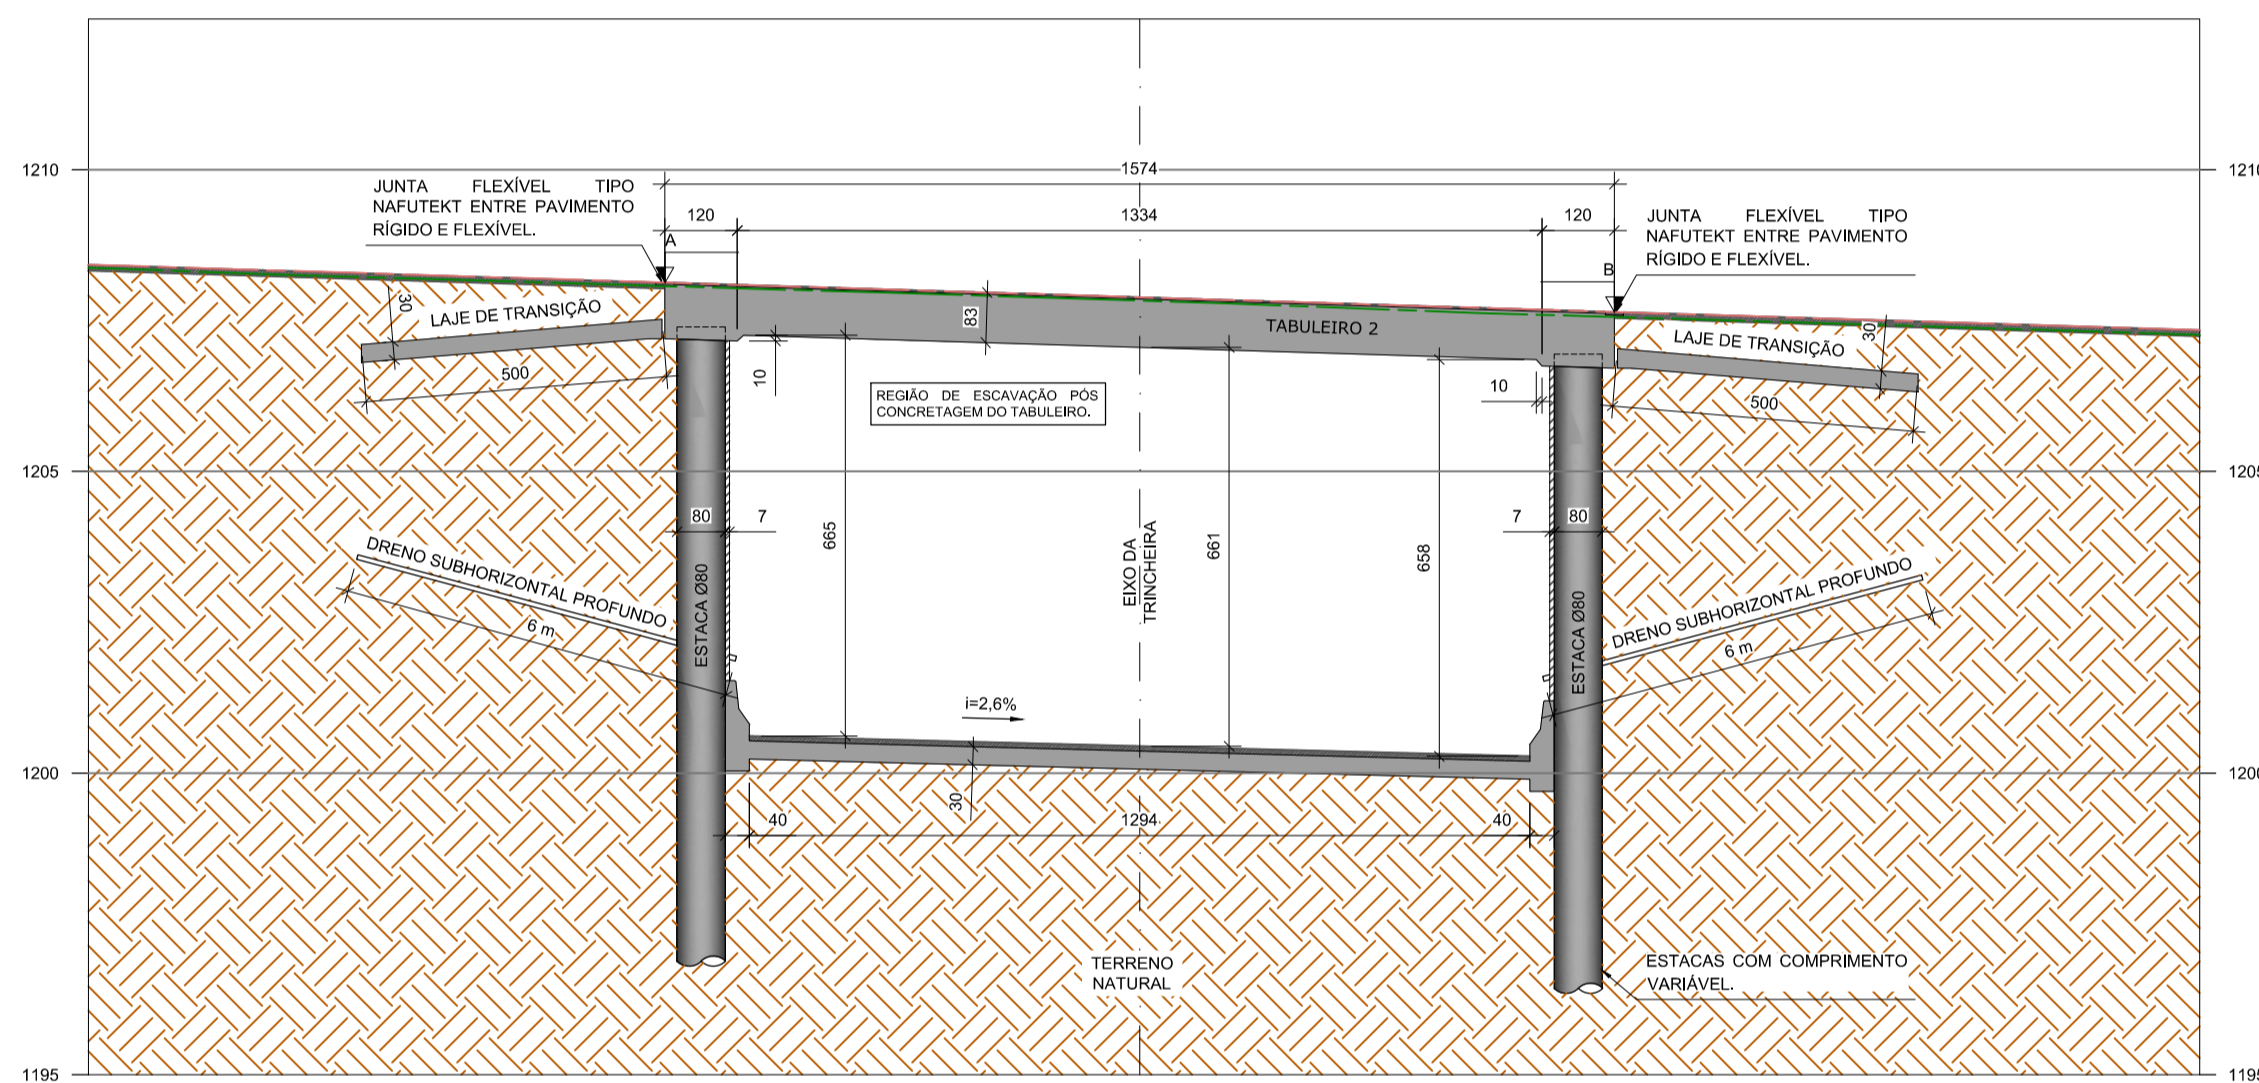 1210
1574
1210
JUNTA FLEXÍVEL TIPO
NAFUTEKT ENTRE PAVIMENTO
RÍGIDO E FLEXÍVEL.
120
1334
120
JUNTA FLEXÍVEL TIPO
NAFUTEKT ENTRE PAVIMENTO
RÍGIDO E FLEXÍVEL.
A
B
30
LAJE DE TRANSIÇÃO
83
TABULEIRO 2
30
LAJE DE TRANSIÇÃO
500
10
REGIÃO DE ESCAVAÇÃO PÓS
CONCRETAGEM DO TABULEIRO.
10
500
1205
1205
80
7
665
EIXO DA
TRINCHEIRA
661
658
7
80
DRENO SUBHORIZONTAL PROFUNDO
6 m
ESTACA Ø80
ESTACA Ø80
DRENO SUBHORIZONTAL PROFUNDO
6 m
i=2,6%
1200
1200
30
40
1294
40
TERRENO
NATURAL
ESTACAS COM COMPRIMENTO
VARIÁVEL.
1195
1195